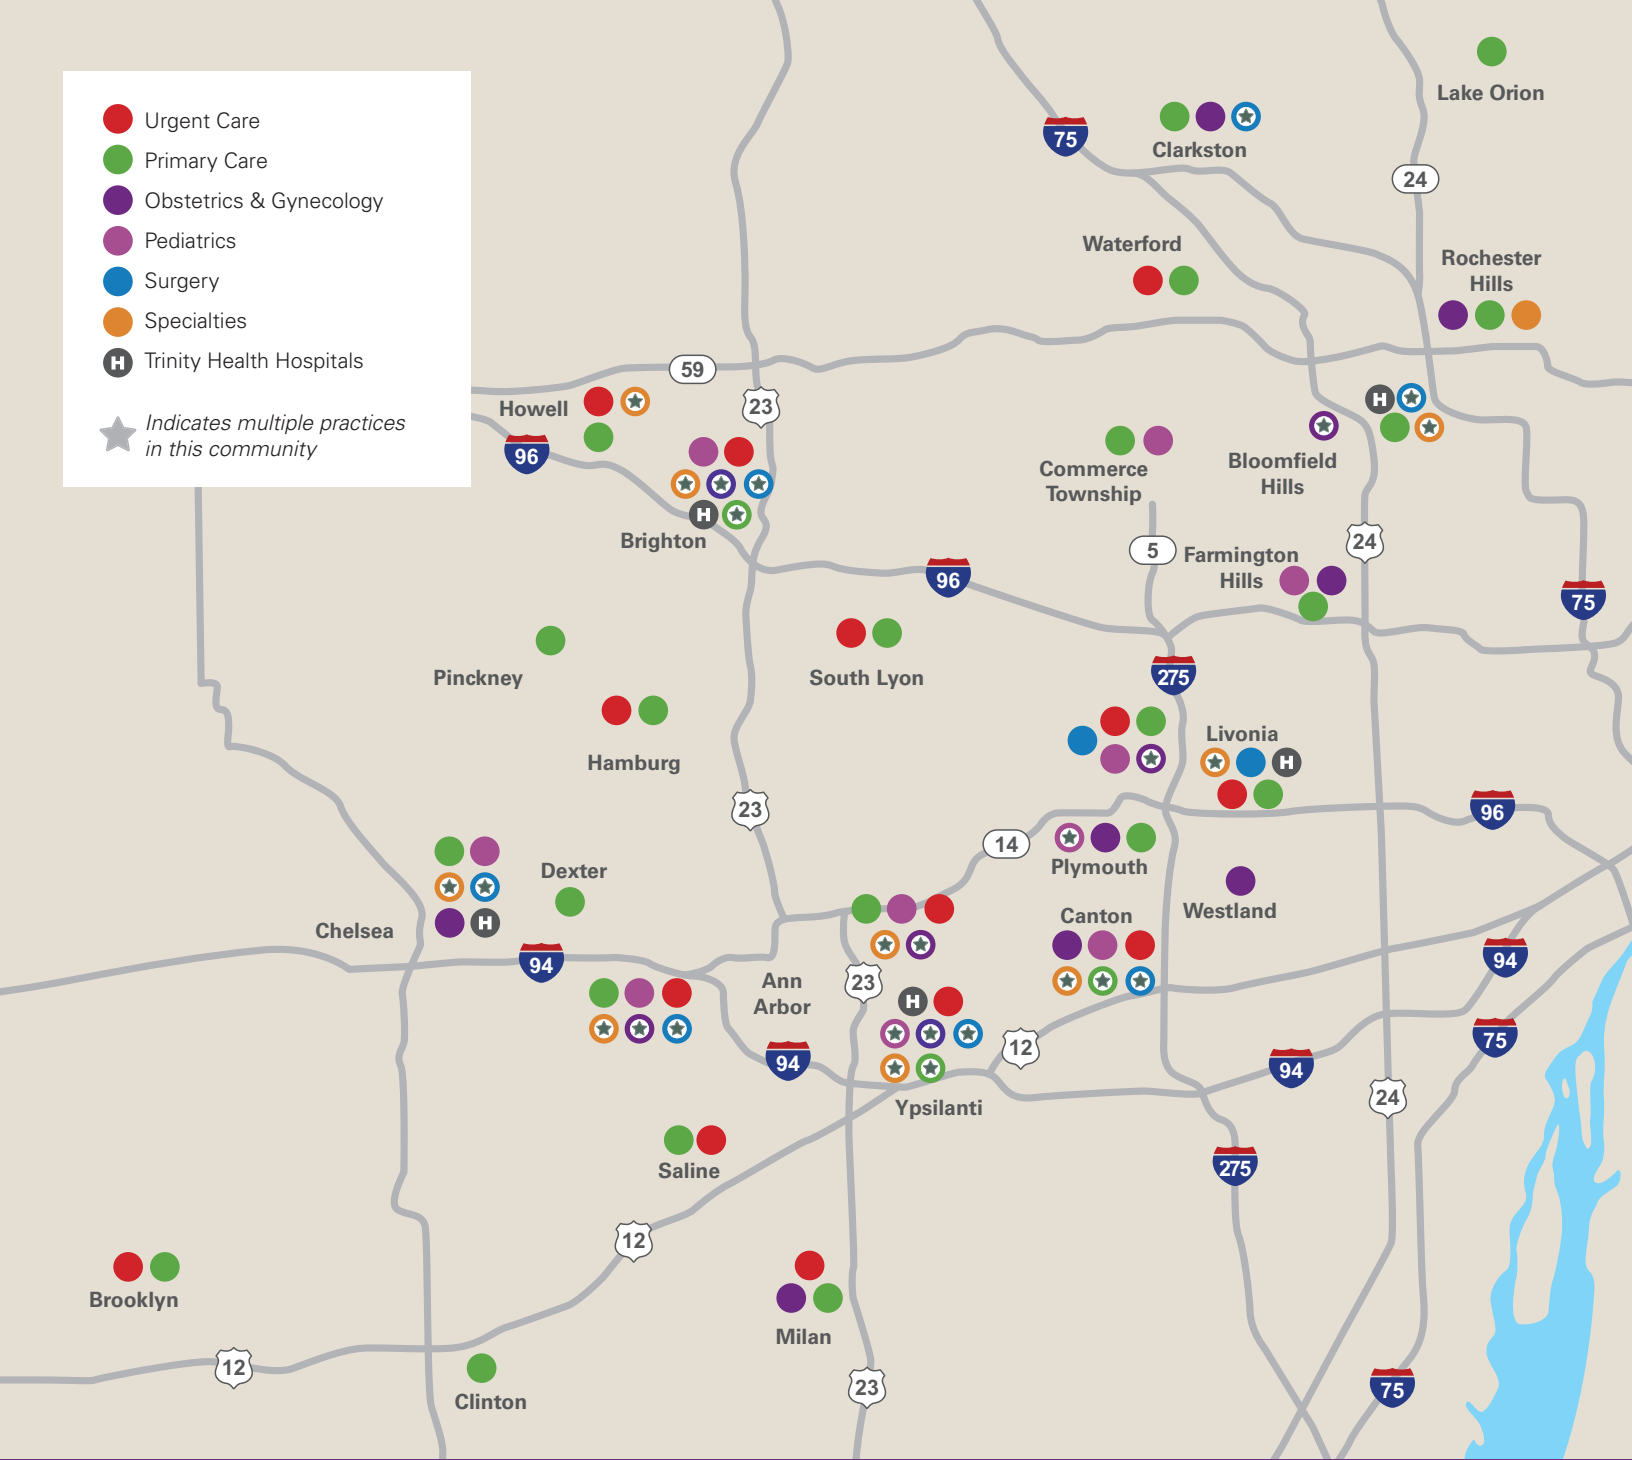 Urgent Care
Primary Care
Obstetrics & Gynecology
Pediatrics
Surgery
Specialties
H Trinity Health Hospitals
Indicates multiple practices
in this community
Lake Orion
75
Clarkston
24
Waterford
Rochester
Hills
59
Howell
23
H
96
Bloomfield
Hills
Commerce
Township
H
Brighton
24
5
Farmington
Hills
96
75
Pinckney
South Lyon
275
Hamburg
Livonia
H
23
96
14
Plymouth
Dexter
Chelsea
H
Westland
Canton
94
94
Ann
Arbor
23
H
12
75
94
94
24
Ypsilanti
Saline
275
12
Brooklyn
Milan
12
23
75
Clinton